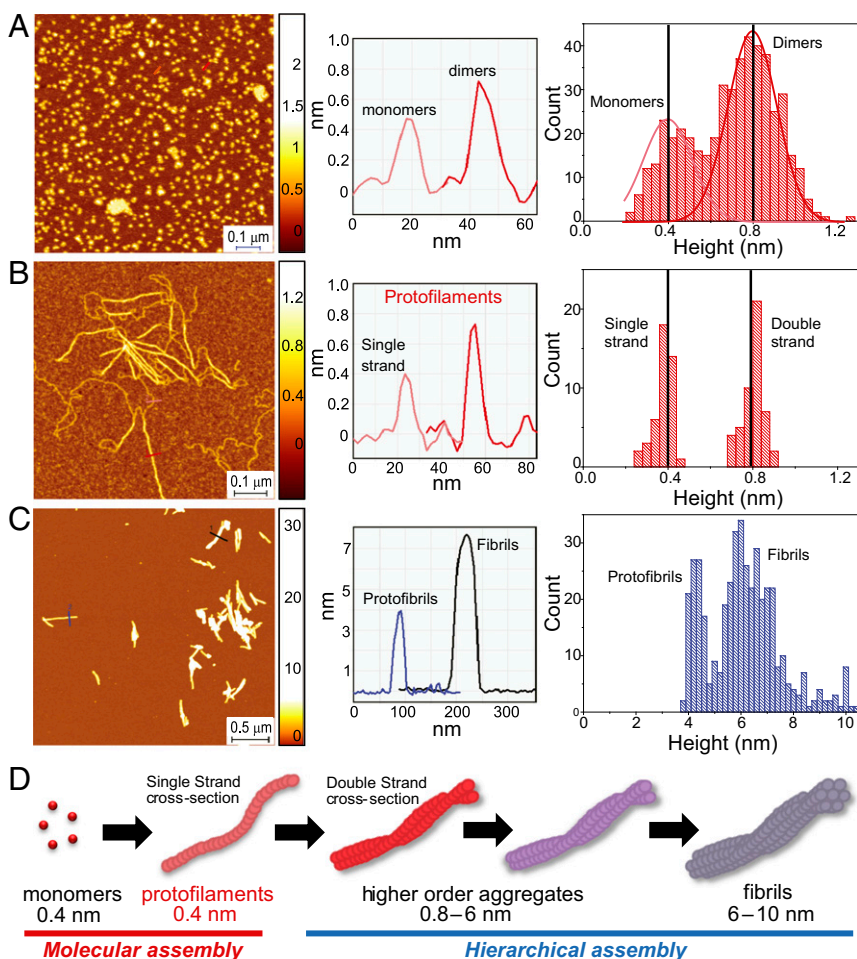 A
2
1.5
1
0.5
0
0.1 μm
nm
1.0
0.8
0.6
0.4
0.2
0
monomers
dimers
0
20
40
60
nm
Count
40
30
20
10
0
Monomers
Dimers
0.0
0.4
0.8
1.2
Height (nm)
B
1.2
0.8
0.4
0
0.1 μm
nm
1.0
0.8
0.6
0.4
0.2
0
Protofilaments
Single
strand
0
20
40
60
80
nm
Count
20
10
0
Single
strand
Double
strand
0.0
0.4
0.8
1.2
Height (nm)
C
30
20
10
0
0.5 μm
nm
7
5
3
1
Protofibrils
Fibrils
0
100
200
300
nm
Count
30
20
10
0
Protofibrils
Fibrils
0
2
4
6
8
10
Height (nm)
D
Single Strand
cross-section
Double Strand
cross-section
monomers
0.4 nm
protofilaments
0.4 nm
higher order aggregates
0.8–6 nm
fibrils
6–10 nm
Molecular assembly
Hierarchical assembly